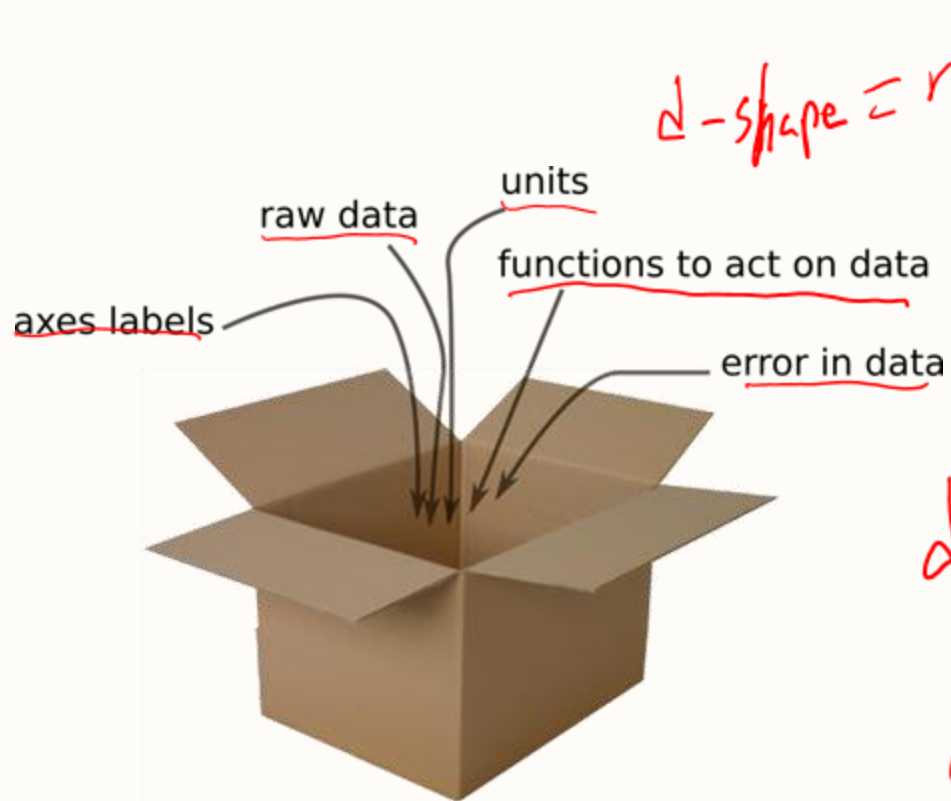 d-shape = r
units
raw data
functions to act on data
axes labels
error in data